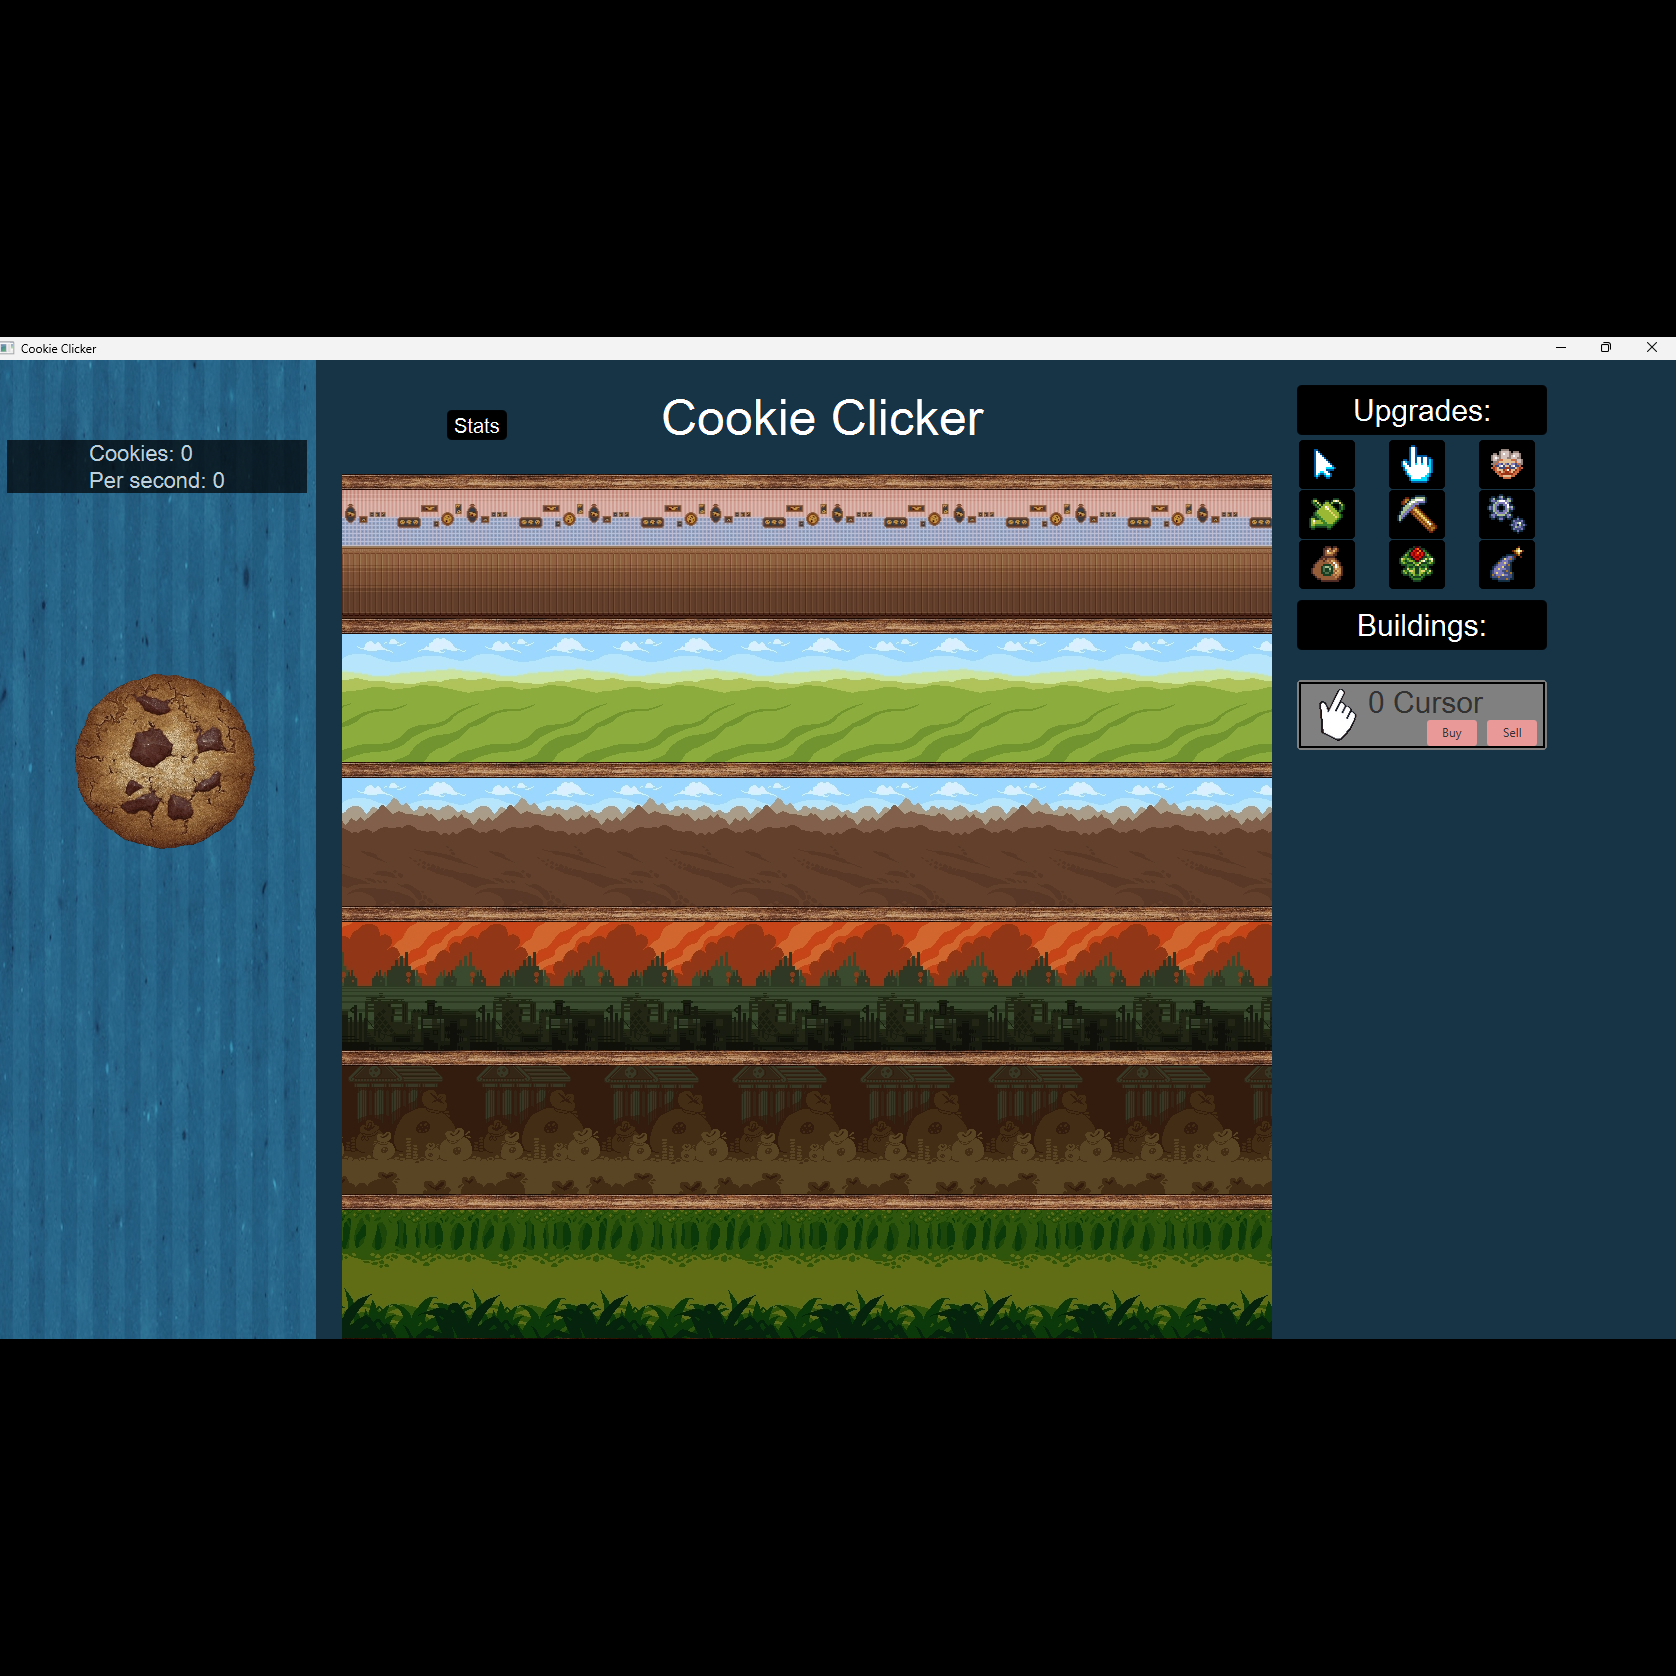 Cookie Clicker
Cookies: 0
Per second: 0
Stats
Cookie Clicker
Upgrades:
Buildings:
0 Cursor
Buy
Sell